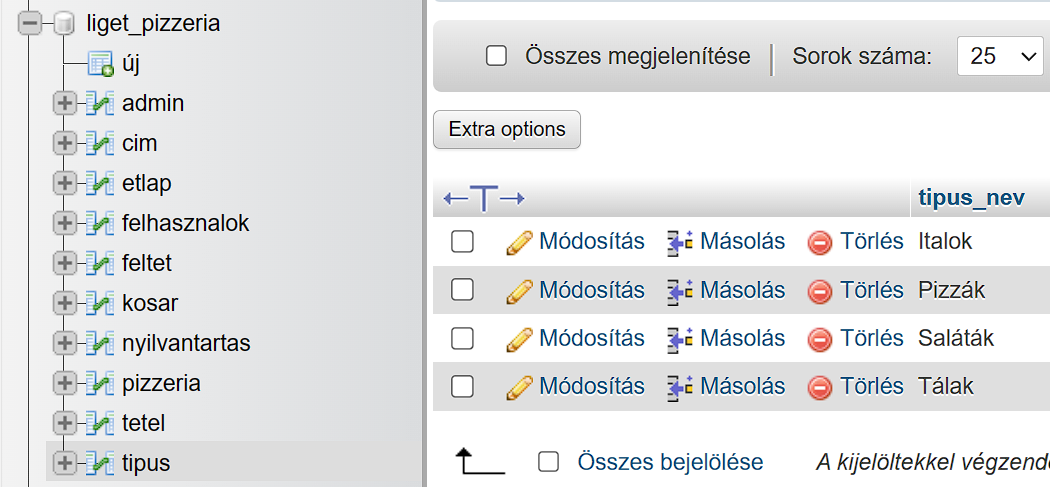 liget_pizzeria
új
admin
cim
etlap
felhasznalok
feltet
kosar
nyilvantartas
pizzeria
tetel
tipus
Összes megjelenítése Sorok száma: 25
Extra options
tipus_nev
Módosítás Másolás Törlés Italok
Módosítás Másolás Törlés Pizzák
Módosítás Másolás Törlés Saláták
Módosítás Másolás Törlés Tálak
Összes bejelölése A kijelöltekkel végzend